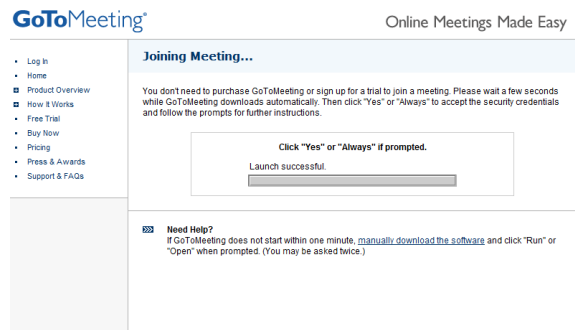 GoToMeeting®
Online Meetings Made Easy
Log In
Home
Product Overview
How It Works
Free Trial
Buy Now
Pricing
Press & Awards
Support & FAQs
Joining Meeting...
You don't need to purchase GoToMeeting or sign up for a trial to join a meeting. Please wait a few seconds
while GoToMeeting downloads automatically. Then click "Yes" or "Always" to accept the security credentials
and follow the prompts for further instructions.
Click "Yes" or "Always" if prompted.
Launch successful.
Need Help?
If GoToMeeting does not start within one minute, manually download the software and click "Run" or
"Open" when prompted. (You may be asked twice.)